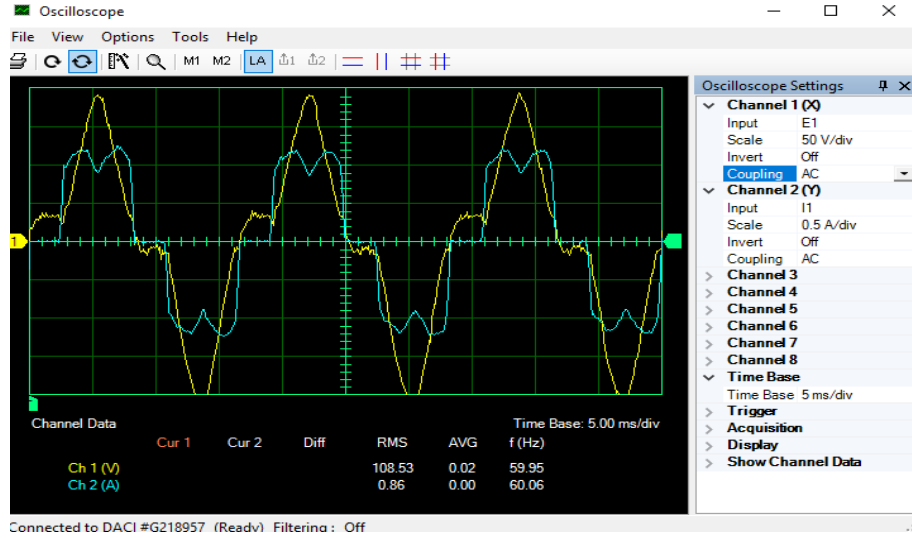 Oscilloscope
File View Options Tools Help
M1 M2 LA 1 2
Oscilloscope Settings
Channel 1 (X)
Input E1
Scale 50 V/div
Invert Off
Coupling AC
Channel 2 (Y)
Input I1
Scale 0.5 A/div
Invert Off
Coupling AC
Channel 3
Channel 4
Channel 5
Channel 6
Channel 7
Channel 8
Time Base
Time Base 5 ms/div
Trigger
Acquisition
Display
Show Channel Data
1
Channel Data Time Base: 5.00 ms/div
Cur 1 Cur 2 Diff RMS AVG f (Hz)
Ch 1 (V) 108.53 0.02 59.95
Ch 2 (A) 0.86 0.00 60.06
Connected to DACI #G218957 (Ready) Filtering : Off